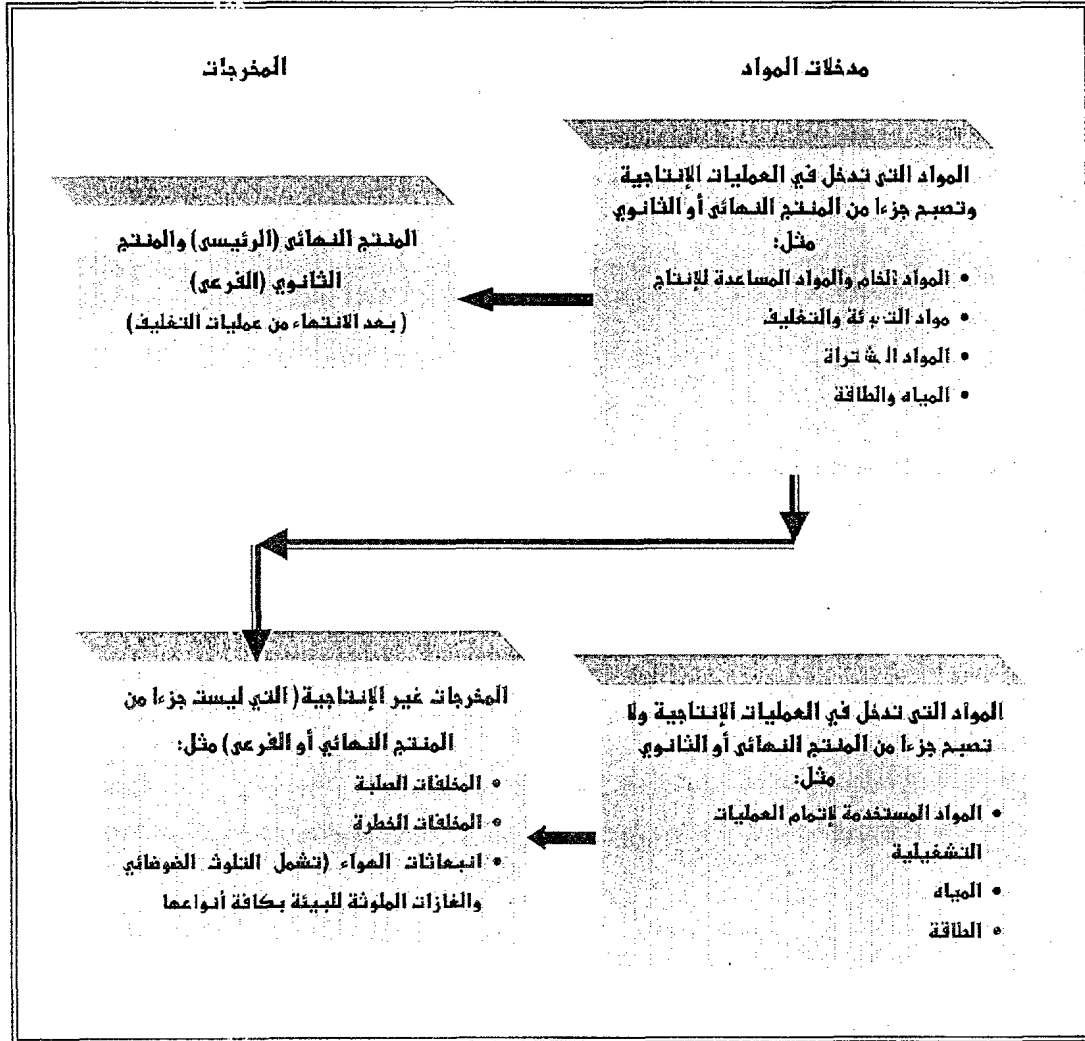 مدخلات المواد
المخرجات
المواد التي تدخل في العمليات الإنتاجية
وتصبح جزءا من المنتج النهائي أو الثانوي
مثل:
• المواد الخام والمواد المساعدة للإنتاج
• مواد والتغليف
• المواد
• المياه والطاقة
المنتج النهائي (الرئيسي) والمنتج
الثانوي (الفرعي)
(بعد الانتهاء من عمليات التغليف)
المواد التي تدخل في العمليات الإنتاجية ولا
تصبح جزءا من المنتج النهائي أو الثانوي
مثل:
• المواد المستخدمة لإتمام العمليات
التشغيلية
• المياه
• الطاقة
المخرجات غير الإنتاجية (التي ليست جزءا من
المنتج النهائي أو الفرعي) مثل:
• المخلفات الصلبة
• المخلفات الخطرة
• انبعاثات الهواء (تشمل التلوث الضوضائي
والغازات الملوثة للبيئة بكافة أنواعها